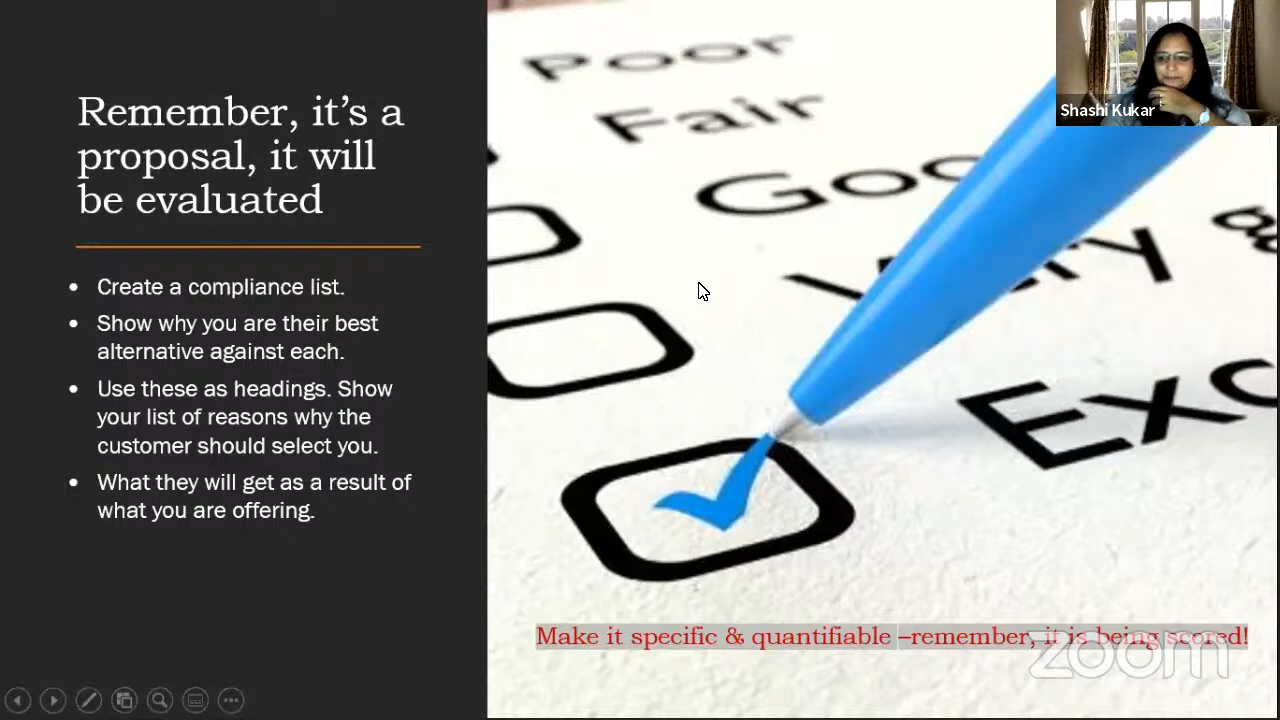 Remember, it's a
proposal, it will
be evaluated
• Create a compliance list.
• Show why you are their best
alternative against each.
• Use these as headings. Show
your list of reasons why the
customer should select you.
• What they will get as a result of
what you are offering.
Poor
Fair
Exc
Make it specific & quantifiable –remember, it is being scored!
Shashi Kukar
zoom